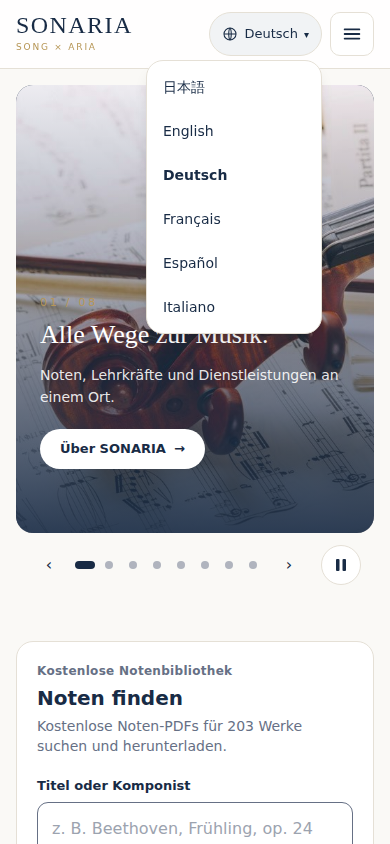 SONARIA
SONG × ARIA
Deutsch ▾
日本語
English
Deutsch
Français
Español
Italiano
Partita II
Alle Wege zur Musik.
Noten, Lehrkräfte und Dienstleistungen an
einem Ort.
Über SONARIA →
‹ ›
Kostenlose Notenbibliothek
Noten finden
Kostenlose Noten-PDFs für 203 Werke
suchen und herunterladen.
Titel oder Komponist
z. B. Beethoven, Frühling, op. 24